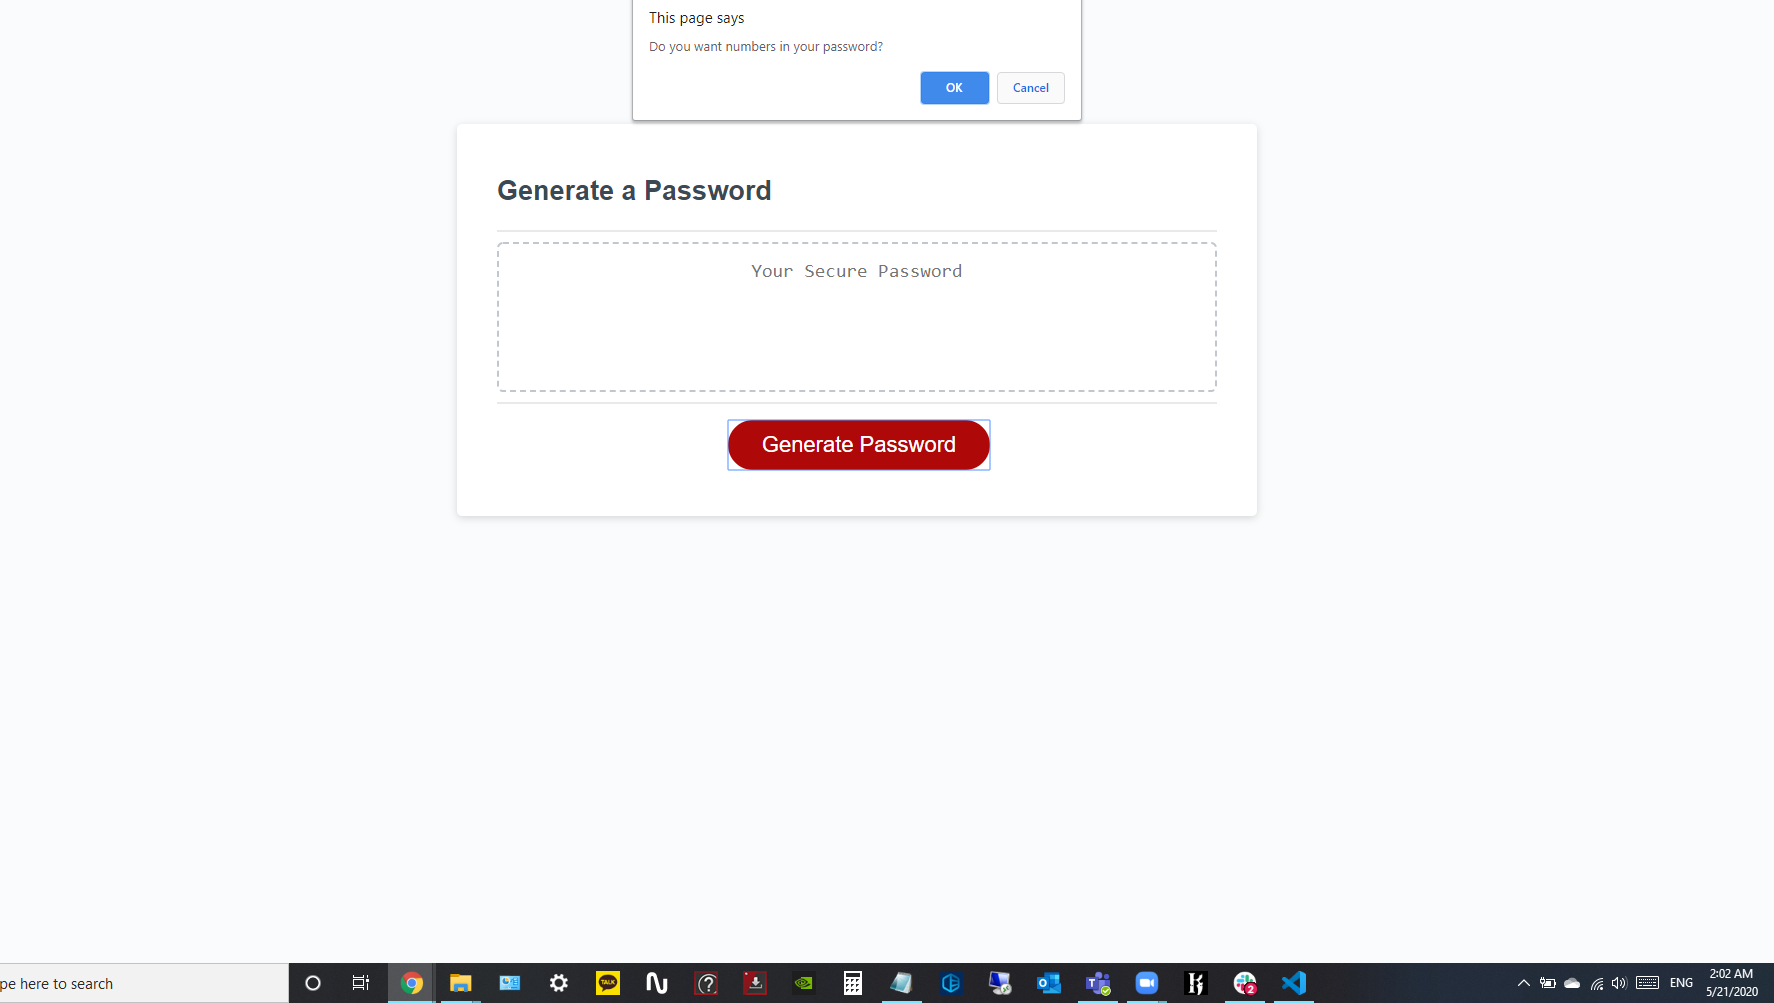 This page says
Do you want numbers in your password?
OK
Cancel
Generate a Password
Your Secure Password
Generate Password
pe here to search
TALK
2
ENG
2:02 AM
5/21/2020